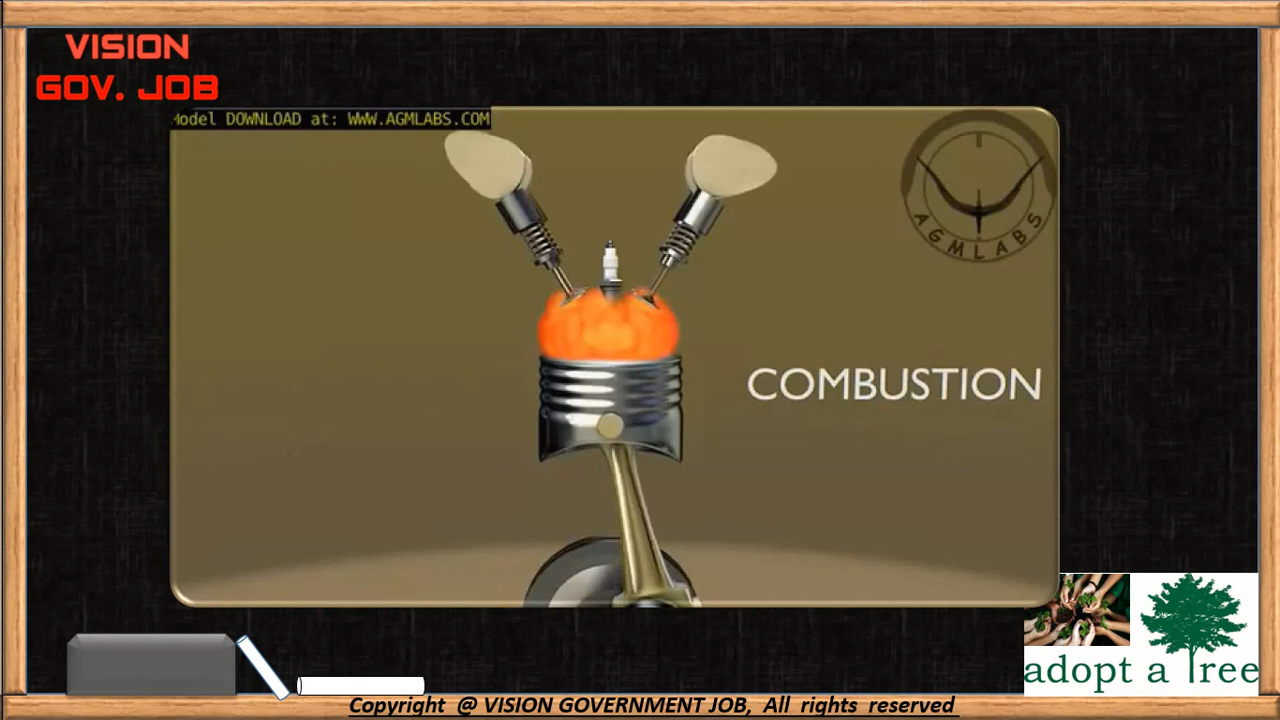 VISION
GOV. JOB
Model DOWNLOAD at: WWW.AGMLABS.COM
AGMLABS
COMBUSTION
adopt a Tree
Copyright @ VISION GOVERNMENT JOB, All rights reserved